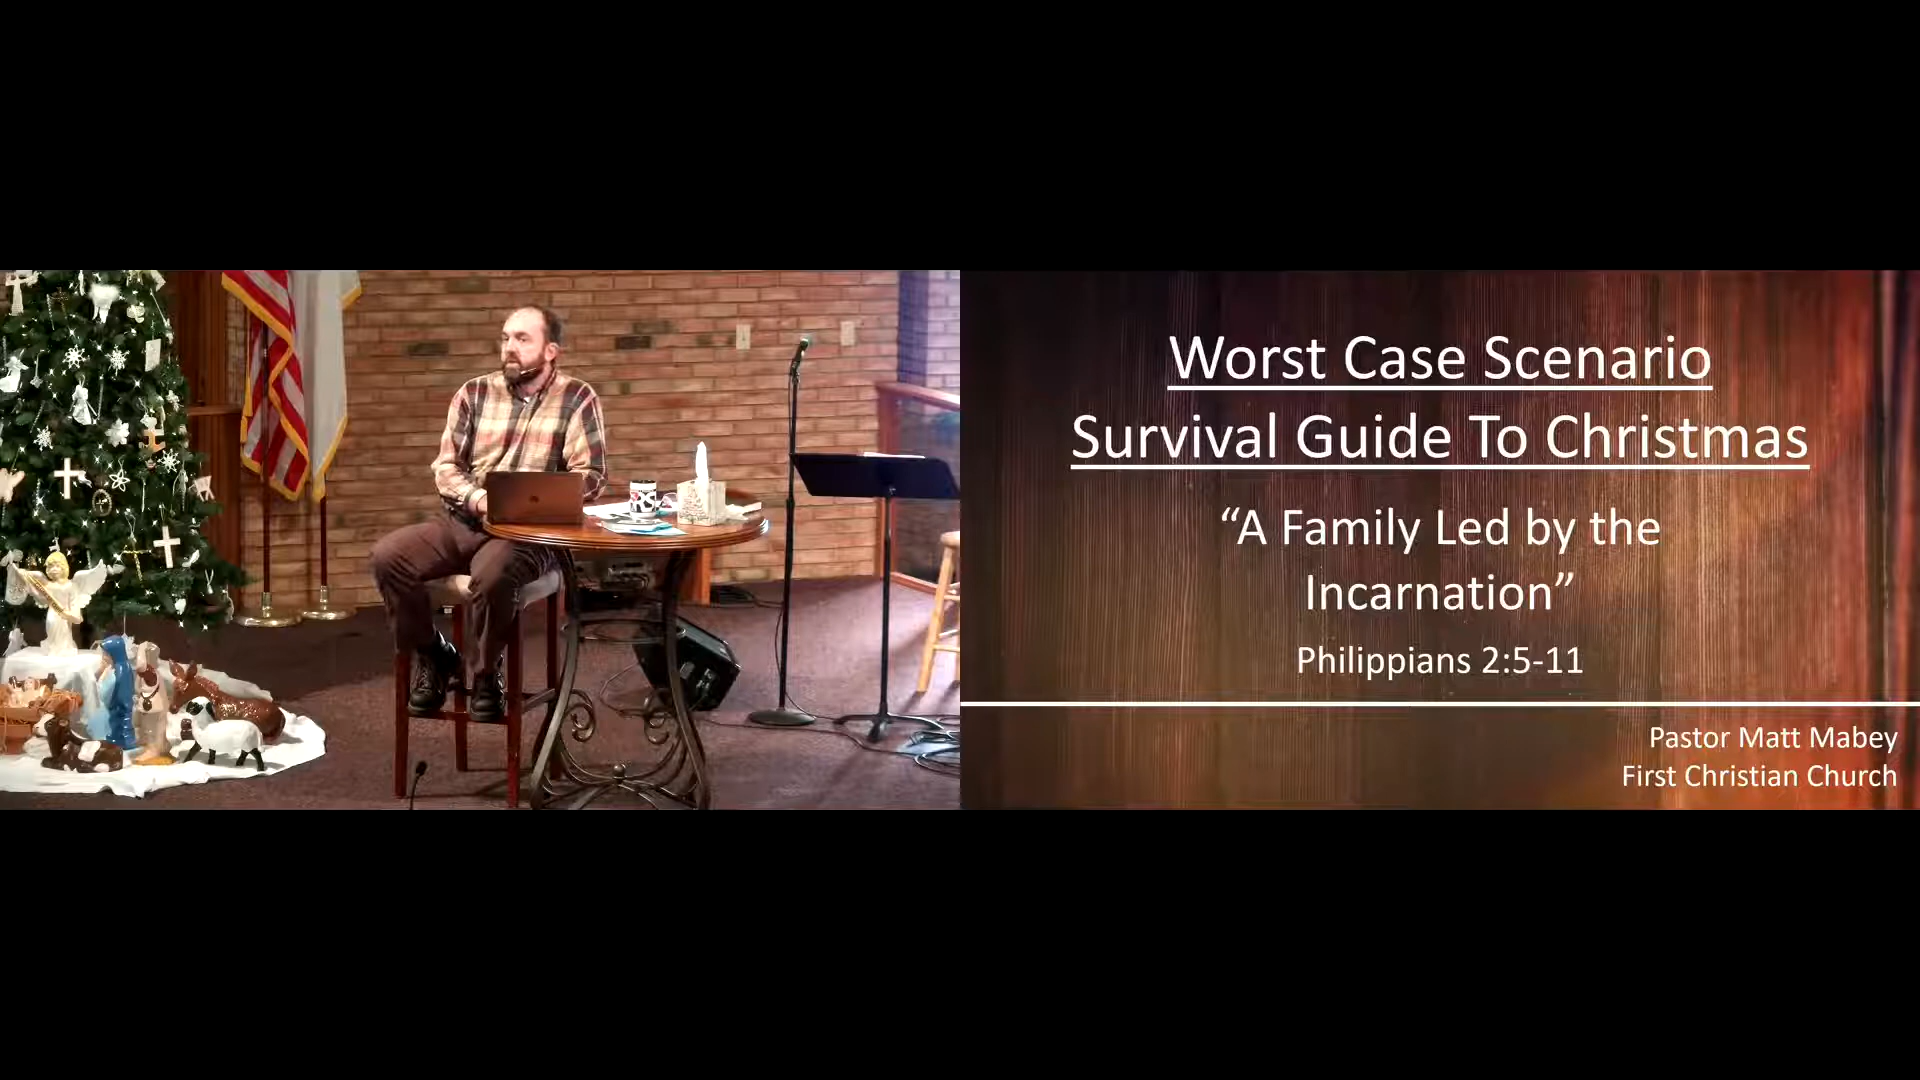 Worst Case Scenario
Survival Guide To Christmas
“A Family Led by the
Incarnation”
Philippians 2:5-11
Pastor Matt Mabey
First Christian Church